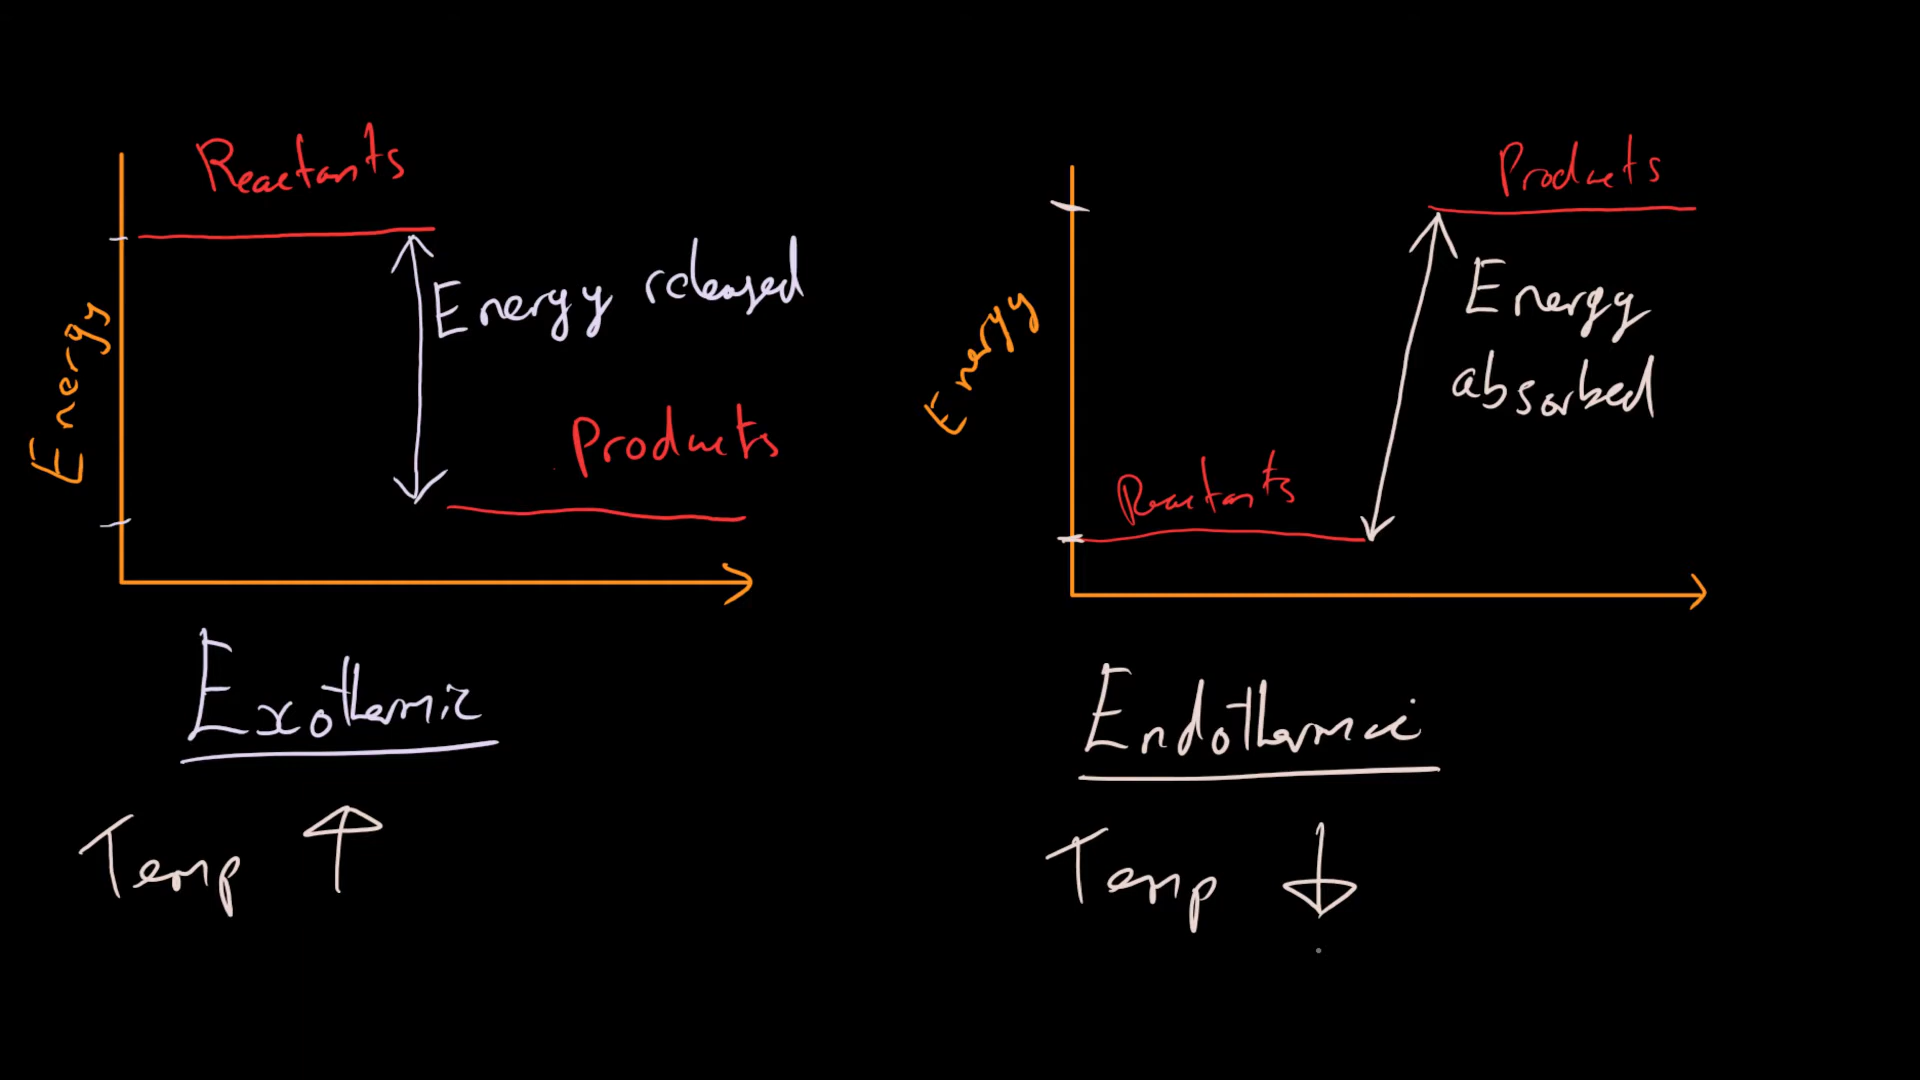 Reactants
Energy released
Products
Energy
Exothermic
Temp ↑
Products
Energy
absorbed
Reactants
Energy
Endothermic
Temp ↓